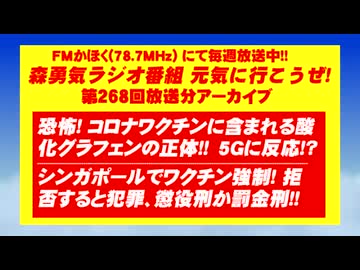 FMかほく(78.7MHz) にて毎週放送中!!
森勇気ラジオ番組 元気に行こうぜ!
第268回放送分アーカイブ
恐怖! コロナワクチンに含まれる酸
化グラフェンの正体!! 5Gに反応!?
シンガポールでワクチン強制! 拒
否すると犯罪、懲役刑か罰金刑!!